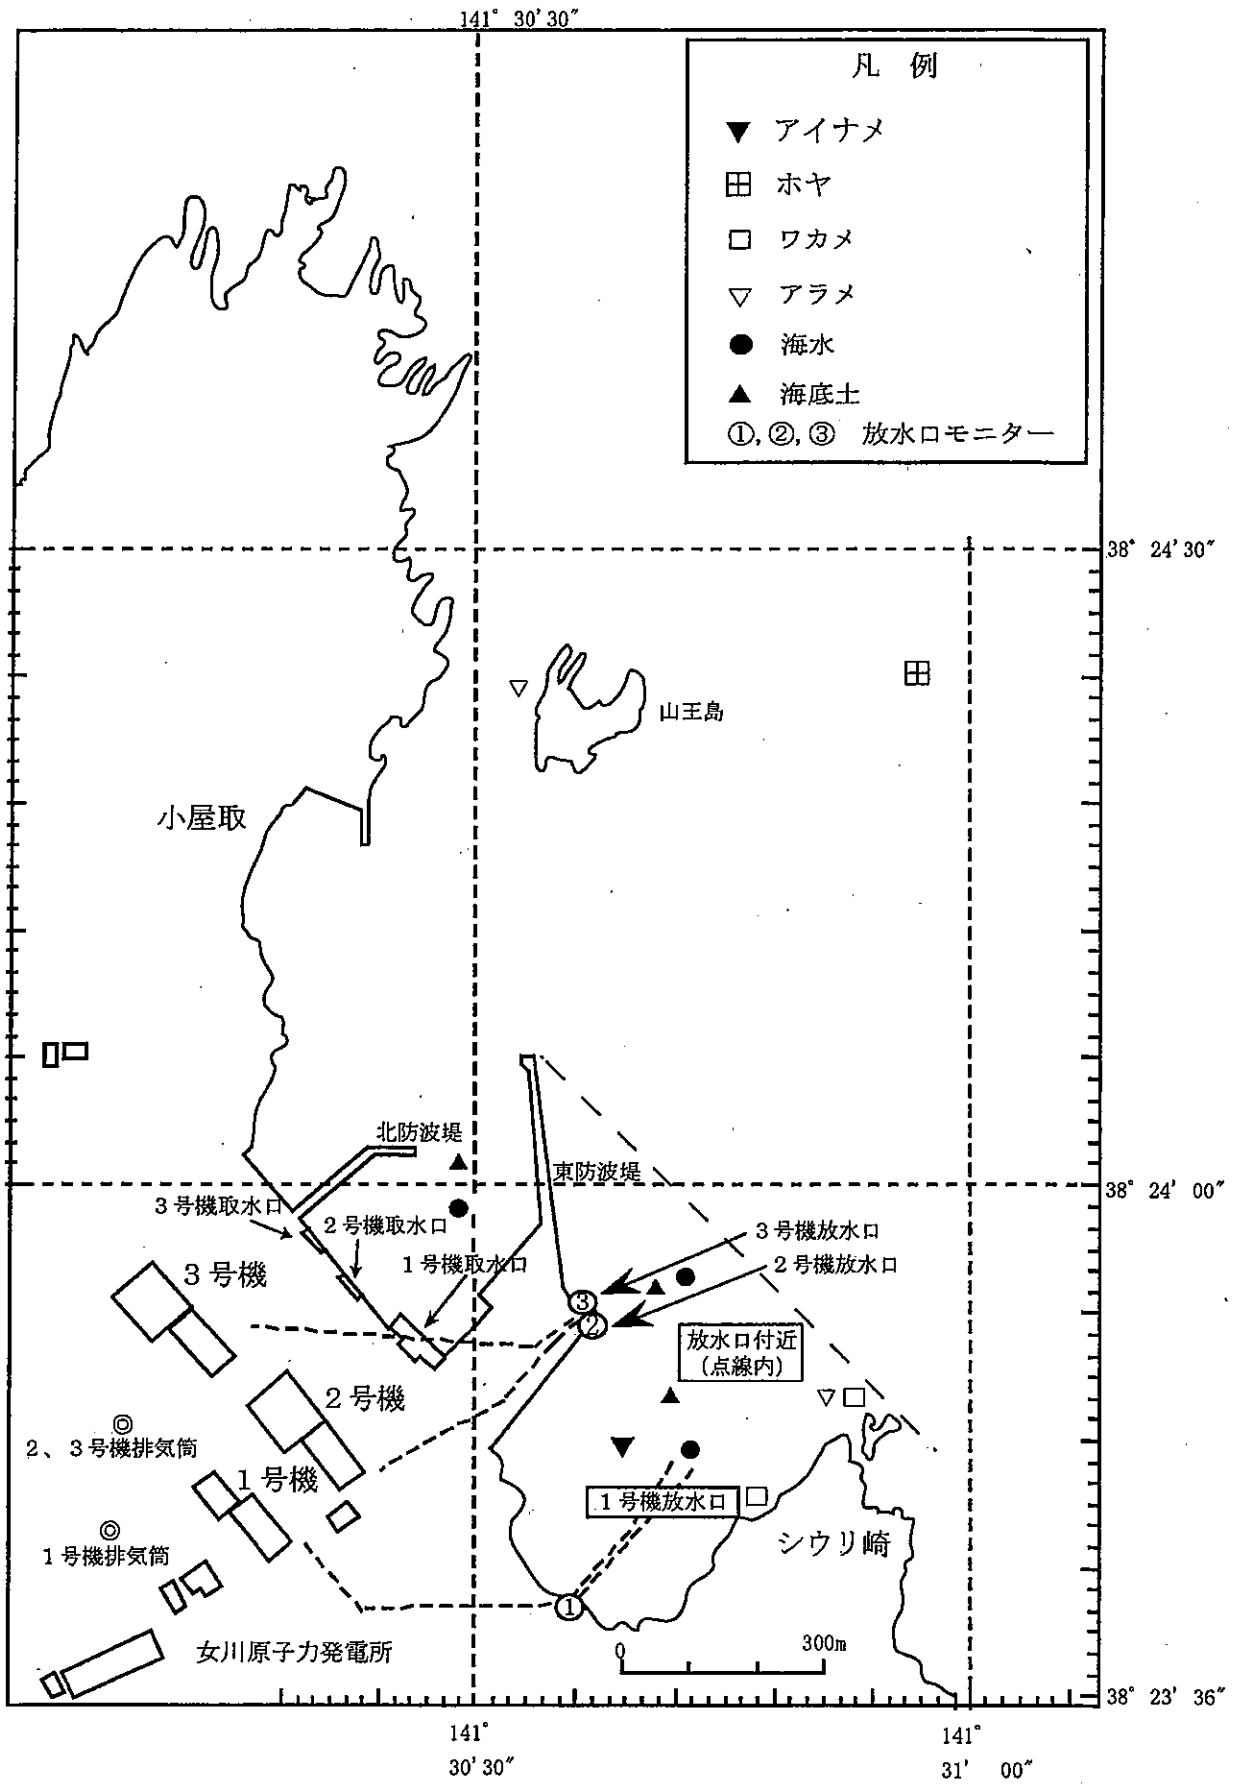 141° 30′30″
凡 例
アイナメ
ホヤ
ワカメ
アラメ
海水
海底土
①,②,③ 放水口モニター
38° 24′30″
山王島
小屋取
北防波堤
東防波堤
38° 24′00″
3号機取水口
2号機取水口
1号機取水口
3号機放水口
2号機放水口
3号機
③
②
放水口付近
(点線内)
2号機
2、3号機排気筒
1号機
1号機放水口
シウリ崎
1号機排気筒
①
女川原子力発電所
0
300m
38° 23′36″
141°
30′30″
141°
31′ 00″